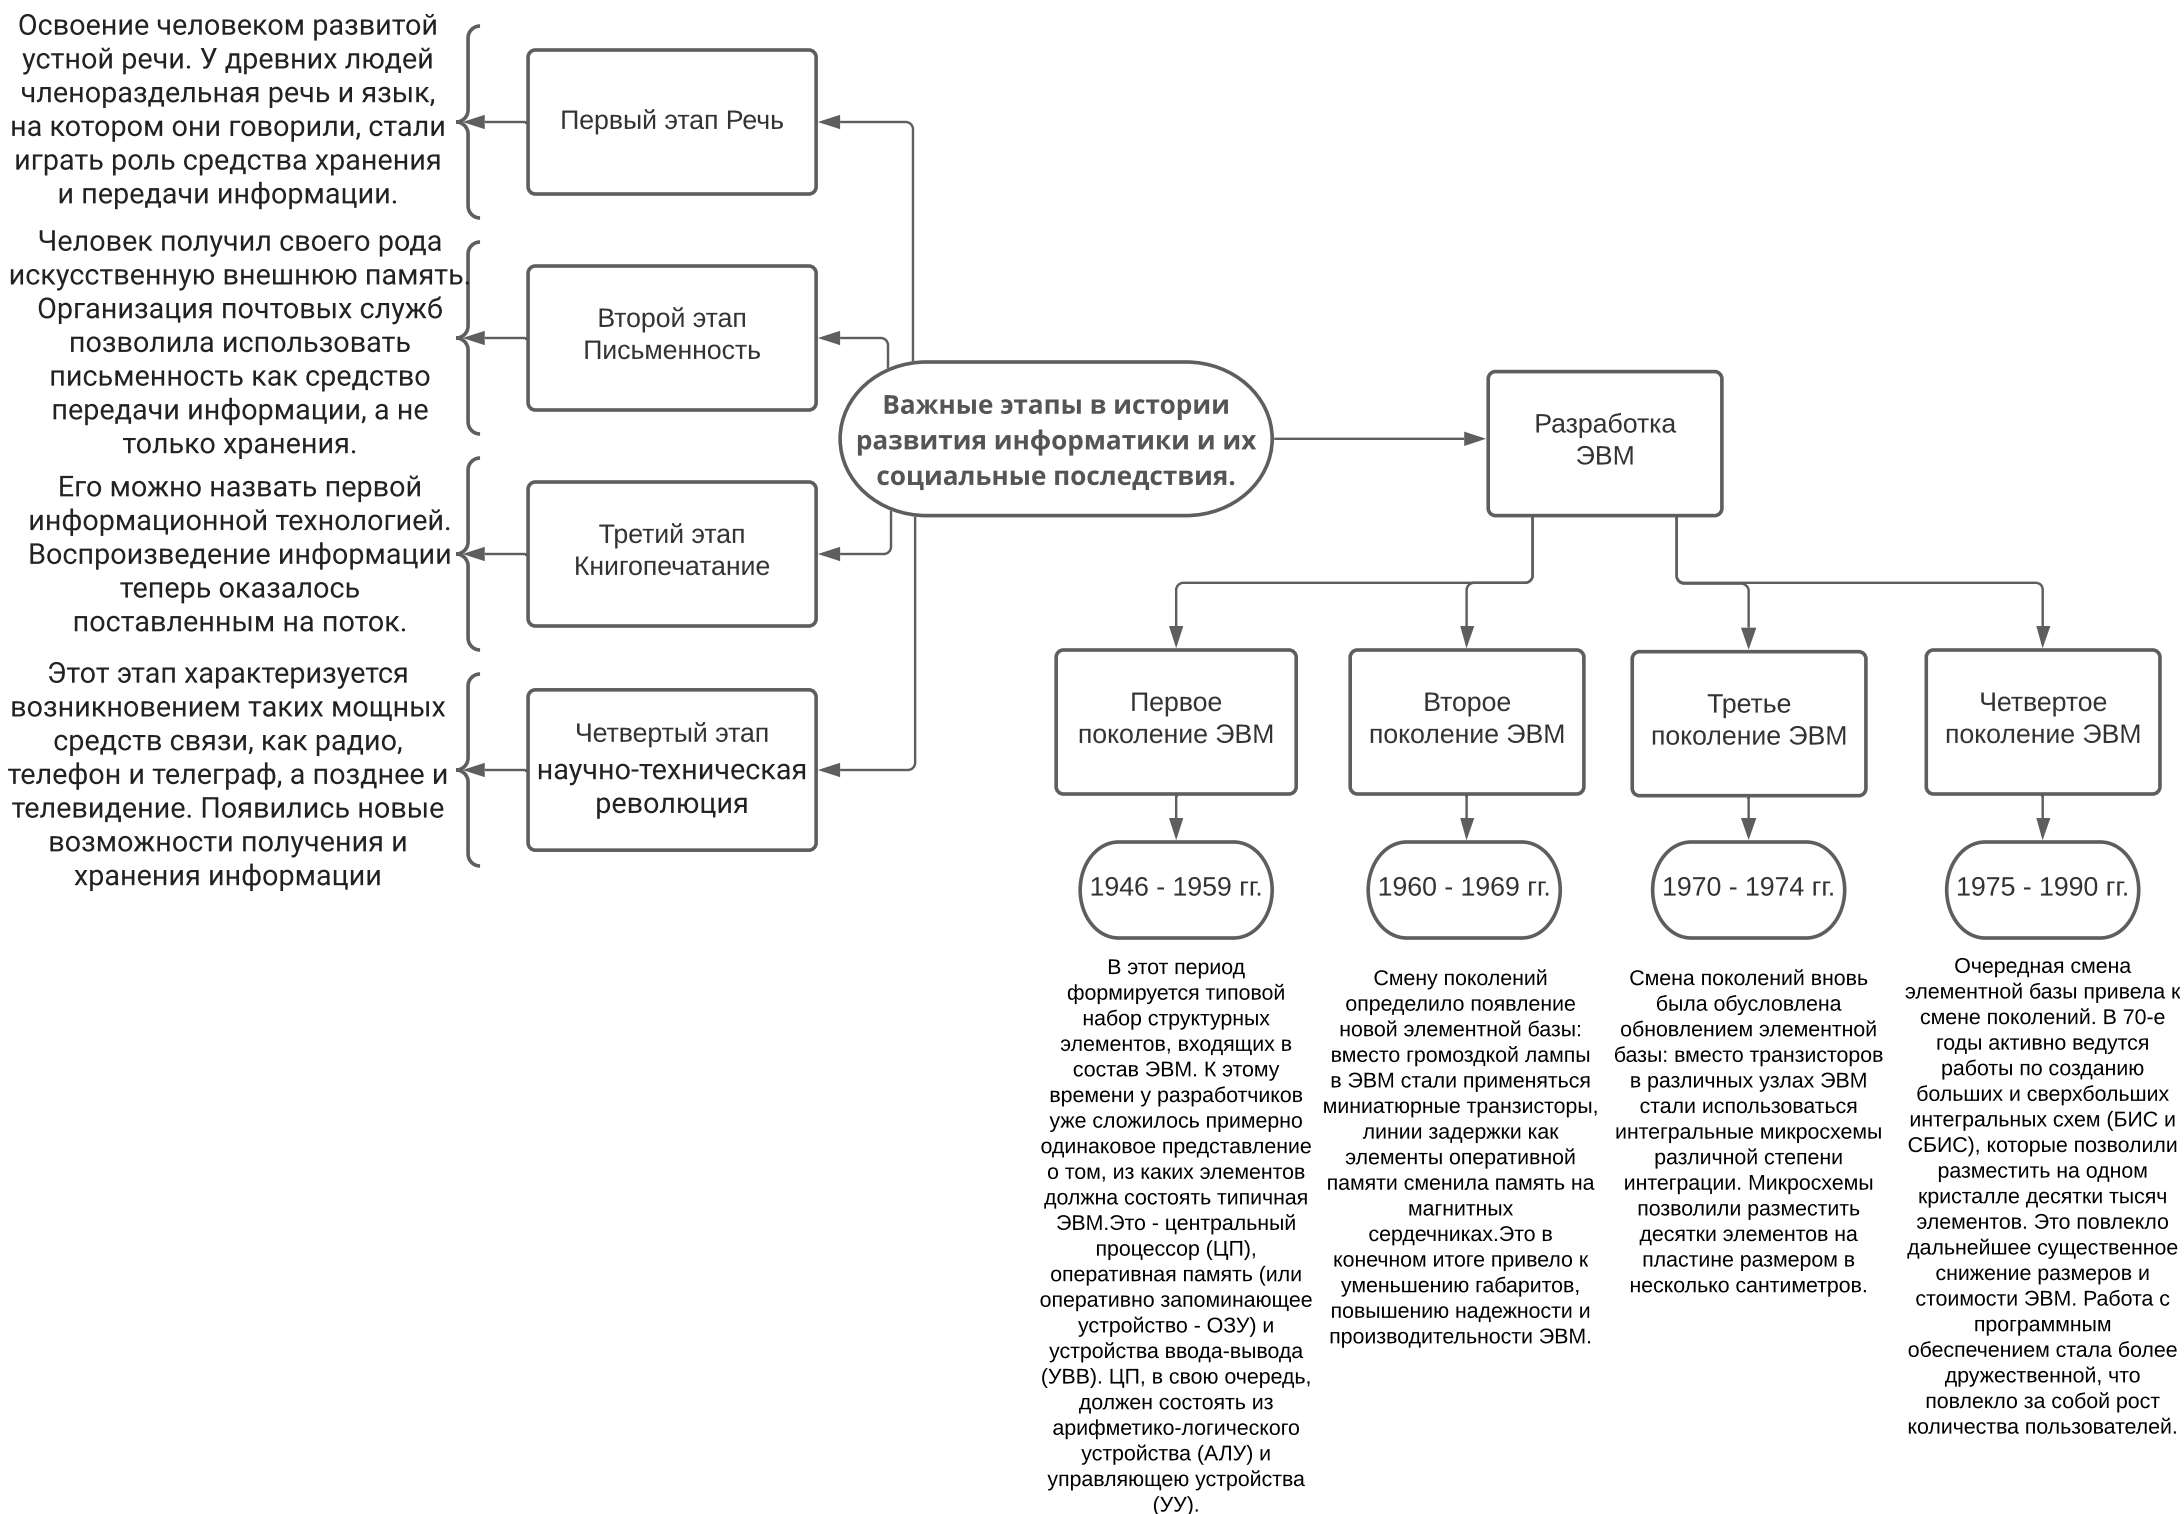 Освоение человеком развитой
устной речи. У древних людей
членораздельная речь и язык,
на котором они говорили, стали
играть роль средства хранения
и передачи информации.
Первый этап Речь
Человек получил своего рода
искусственную внешнюю память.
Организация почтовых служб
позволила использовать
письменность как средство
передачи информации, а не
только хранения.
Второй этап
Письменность
Его можно назвать первой
информационной технологией.
Воспроизведение информации
теперь оказалось
поставленным на поток.
Третий этап
Книгопечатание
Этот этап характеризуется
возникновением таких мощных
средств связи, как радио,
телефон и телеграф, а позднее и
телевидение. Появились новые
возможности получения и
хранения информации
Четвертый этап
научно-техническая
революция
Важные этапы в истории
развития информатики и их
социальные последствия.
Разработка
ЭВМ
Первое
поколение ЭВМ
1946 - 1959 гг.
В этот период
формируется типовой
набор структурных
элементов, входящих в
состав ЭВМ. К этому
времени у разработчиков
уже сложилось примерно
одинаковое представление
о том, из каких элементов
должна состоять типичная
ЭВМ.Это - центральный
процессор (ЦП),
оперативная память (или
оперативно запоминающее
устройство - ОЗУ) и
устройства ввода-вывода
(УВВ). ЦП, в свою очередь,
должен состоять из
арифметико-логического
устройства (АЛУ) и
управляющею устройства
(УУ).
Второе
поколение ЭВМ
1960 - 1969 гг.
Смену поколений
определило появление
новой элементной базы:
вместо громоздкой лампы
в ЭВМ стали применяться
миниатюрные транзисторы,
линии задержки как
элементы оперативной
памяти сменила память на
магнитных
сердечниках.Это в
конечном итоге привело к
уменьшению габаритов,
повышению надежности и
производительности ЭВМ.
Третье
поколение ЭВМ
1970 - 1974 гг.
Смена поколений вновь
была обусловлена
обновлением элементной
базы: вместо транзисторов
в различных узлах ЭВМ
стали использоваться
интегральные микросхемы
различной степени
интеграции. Микросхемы
позволили разместить
десятки элементов на
пластине размером в
несколько сантиметров.
Четвертое
поколение ЭВМ
1975 - 1990 гг.
Очередная смена
элементной базы привела к
смене поколений. В 70-е
годы активно ведутся
работы по созданию
больших и сверхбольших
интегральных схем (БИС и
СБИС), которые позволили
разместить на одном
кристалле десятки тысяч
элементов. Это повлекло
дальнейшее существенное
снижение размеров и
стоимости ЭВМ. Работа с
программным
обеспечением стала более
дружественной, что
повлекло за собой рост
количества пользователей.